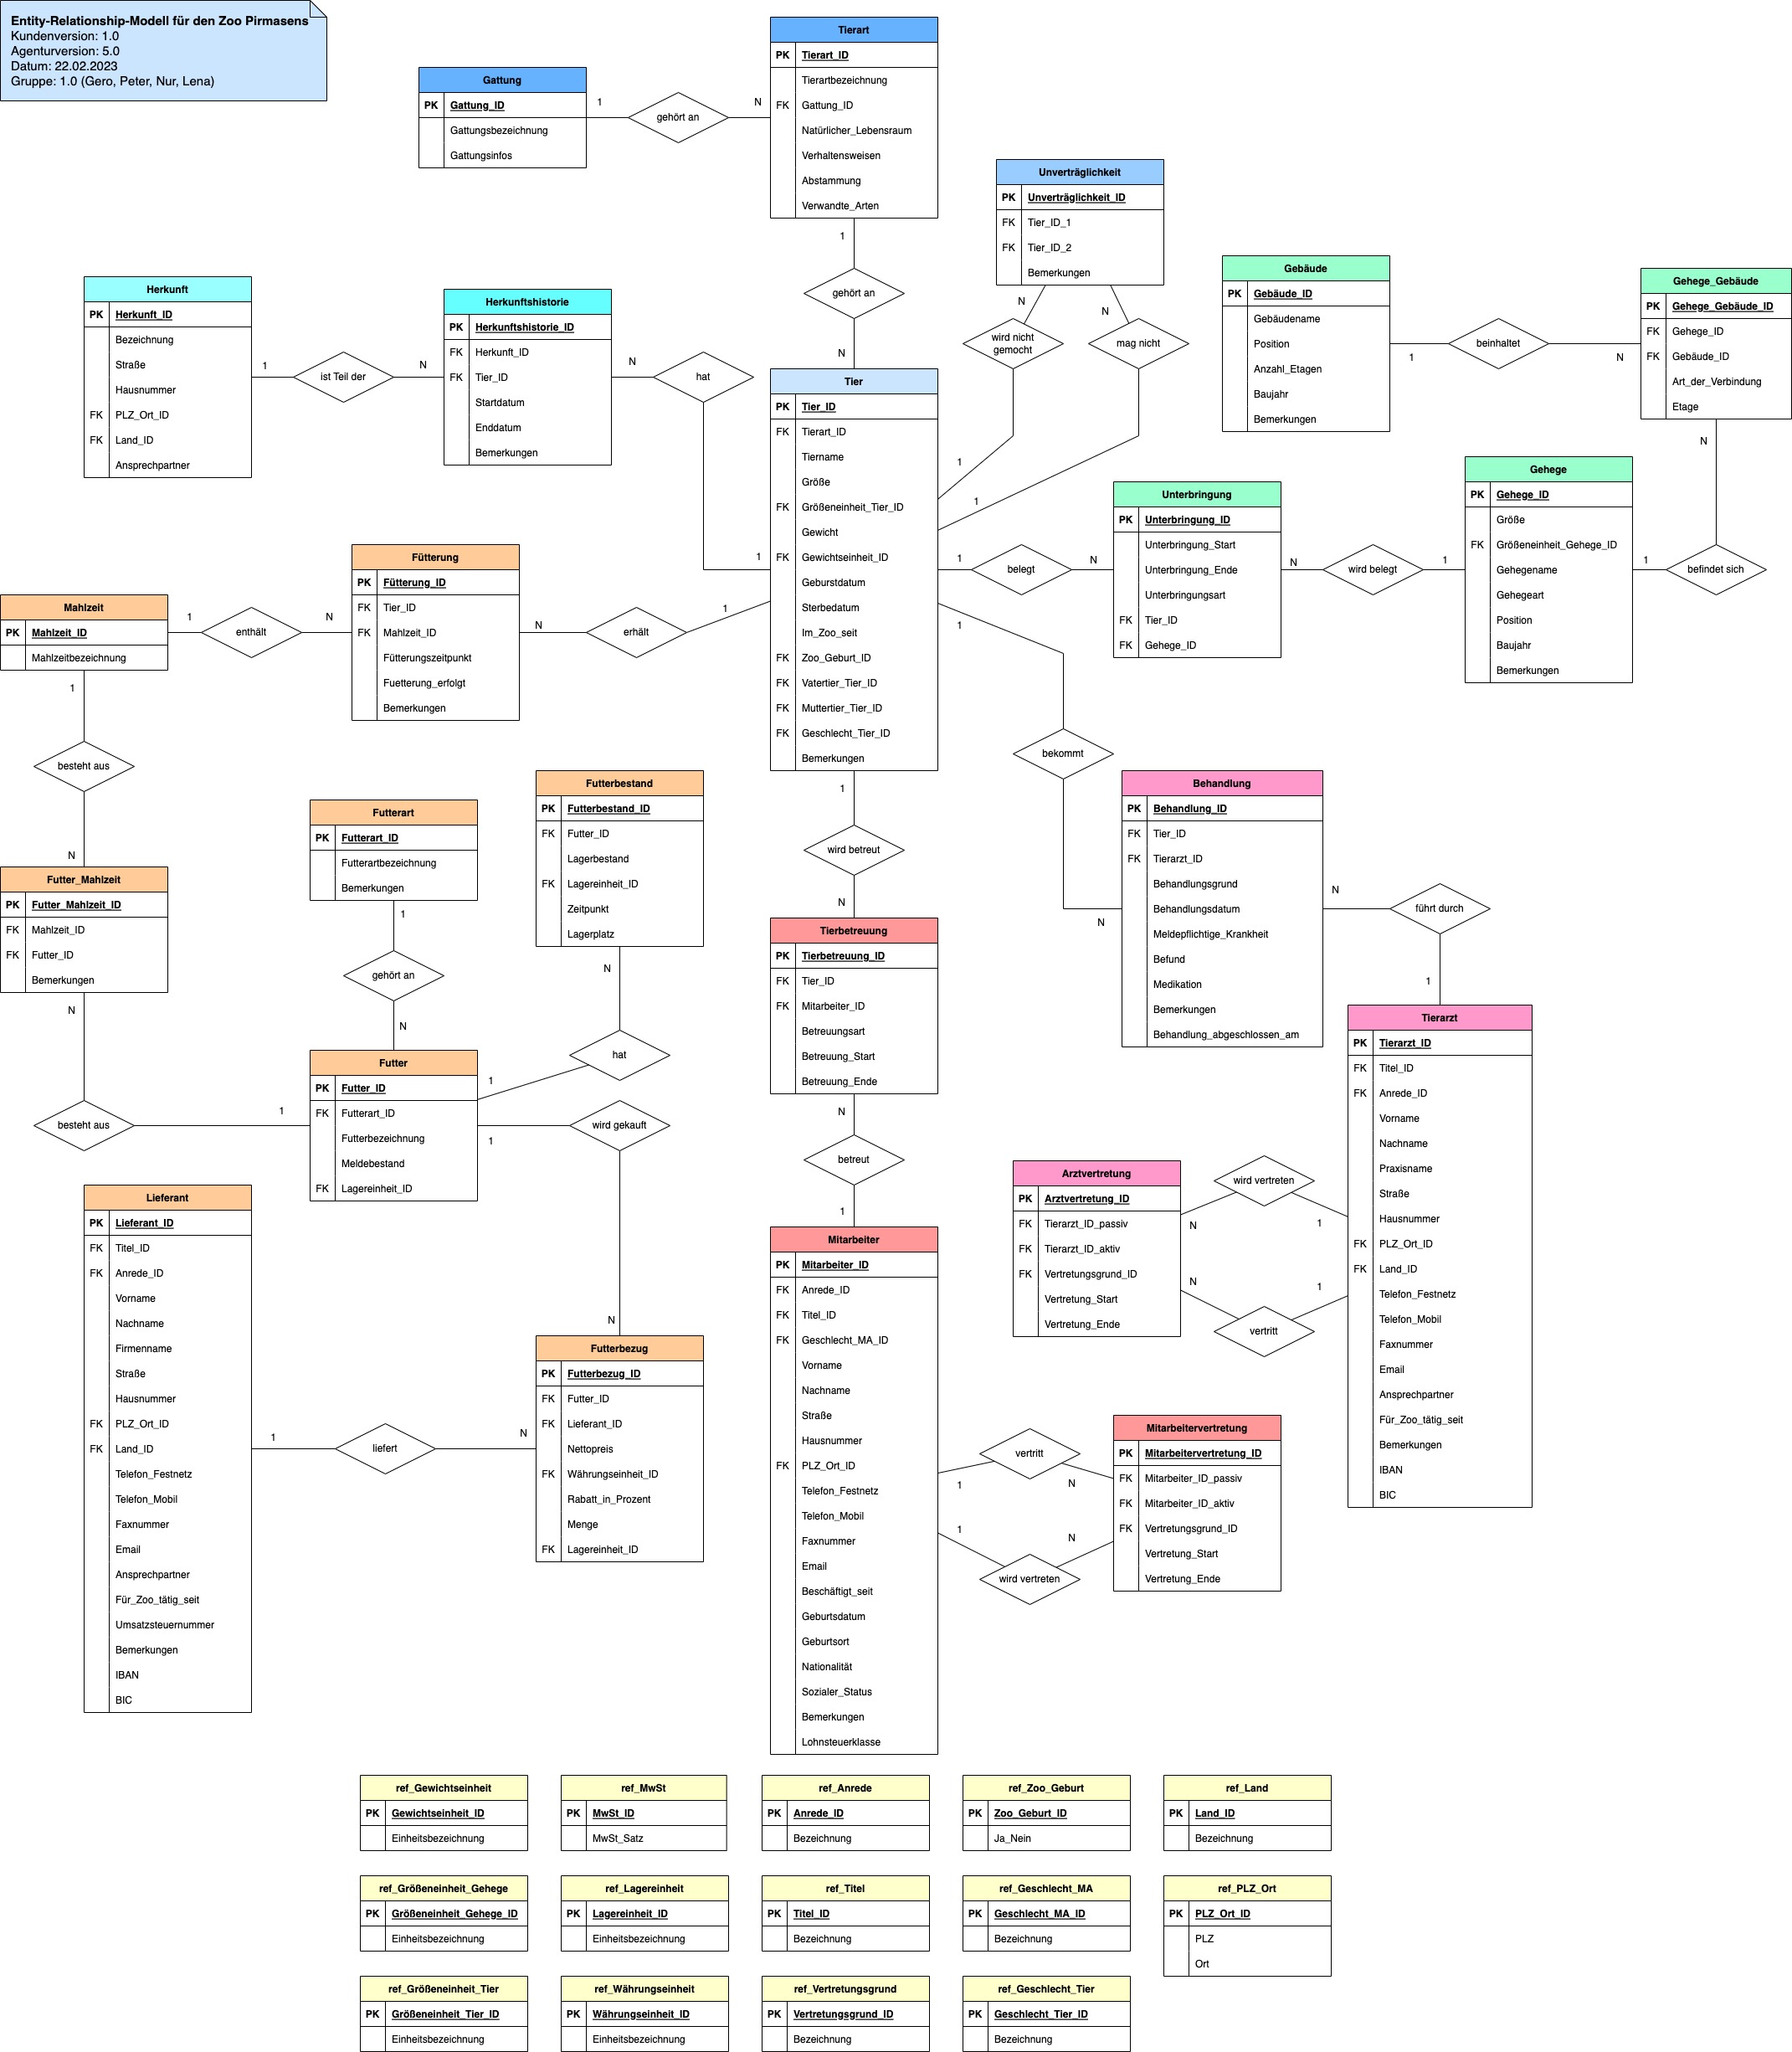 Entity-Relationship-Modell für den Zoo Pirmasens
Kundenversion: 1.0
Agenturversion: 5.0
Datum: 22.02.2023
Gruppe: 1.0 (Gero, Peter, Nur, Lena)
Gattung
PK Gattung_ID
Gattungsbezeichnung
Gattungsinfos
1
gehört an
N
Tierart
PK Tierart_ID
Tierartbezeichnung
FK Gattung_ID
Natürlicher_Lebensraum
Verhaltensweisen
Abstammung
Verwandte_Arten
1
gehört an
N
Unverträglichkeit
PK Unverträglichkeit_ID
FK Tier_ID_1
FK Tier_ID_2
Bemerkungen
N
wird nicht
gemocht
1
N
mag nicht
1
Gebäude
PK Gebäude_ID
Gebäudename
Position
Anzahl_Etagen
Baujahr
Bemerkungen
1
beinhaltet
N
Gehege_Gebäude
PK Gehege_Gebäude_ID
FK Gehege_ID
FK Gebäude_ID
Art_der_Verbindung
Etage
N
befindet sich
1
Herkunft
PK Herkunft_ID
Bezeichnung
Straße
Hausnummer
FK PLZ_Ort_ID
FK Land_ID
Ansprechpartner
1
ist Teil der
N
Herkunftshistorie
PK Herkunftshistorie_ID
FK Herkunft_ID
FK Tier_ID
Startdatum
Enddatum
Bemerkungen
N
hat
1
Tier
PK Tier_ID
FK Tierart_ID
Tiername
Größe
FK Größeneinheit_Tier_ID
Gewicht
FK Gewichtseinheit_ID
Geburstdatum
Sterbedatum
Im_Zoo_seit
FK Zoo_Geburt_ID
FK Vatertier_Tier_ID
FK Muttertier_Tier_ID
FK Geschlecht_Tier_ID
Bemerkungen
1
belegt
N
Unterbringung
PK Unterbringung_ID
Unterbringung_Start
Unterbringung_Ende
Unterbringungsart
FK Tier_ID
FK Gehege_ID
N
wird belegt
1
Gehege
PK Gehege_ID
Größe
FK Größeneinheit_Gehege_ID
Gehegename
Gehegeart
Position
Baujahr
Bemerkungen
Mahlzeit
PK Mahlzeit_ID
Mahlzeitbezeichnung
1
enthält
N
Fütterung
PK Fütterung_ID
FK Tier_ID
FK Mahlzeit_ID
Fütterungszeitpunkt
Fuetterung_erfolgt
Bemerkungen
N
erhält
1
1
besteht aus
N
Futter_Mahlzeit
PK Futter_Mahlzeit_ID
FK Mahlzeit_ID
FK Futter_ID
Bemerkungen
N
besteht aus
1
Futterart
PK Futterart_ID
Futterartbezeichnung
Bemerkungen
1
gehört an
N
Futterbestand
PK Futterbestand_ID
FK Futter_ID
Lagerbestand
FK Lagereinheit_ID
Zeitpunkt
Lagerplatz
N
hat
1
Futter
PK Futter_ID
FK Futterart_ID
Futterbezeichnung
Meldebestand
FK Lagereinheit_ID
1
wird gekauft
N
1
wird betreut
N
Tierbetreuung
PK Tierbetreuung_ID
FK Tier_ID
FK Mitarbeiter_ID
Betreuungsart
Betreuung_Start
Betreuung_Ende
N
betreut
1
1
bekommt
N
Behandlung
PK Behandlung_ID
FK Tier_ID
FK Tierarzt_ID
Behandlungsgrund
Behandlungsdatum
Meldepflichtige_Krankheit
Befund
Medikation
Bemerkungen
Behandlung_abgeschlossen_am
N
führt durch
1
Tierarzt
PK Tierarzt_ID
FK Titel_ID
FK Anrede_ID
Vorname
Nachname
Praxisname
Straße
Hausnummer
FK PLZ_Ort_ID
FK Land_ID
Telefon_Festnetz
Telefon_Mobil
Faxnummer
Email
Ansprechpartner
Für_Zoo_tätig_seit
Bemerkungen
IBAN
BIC
Arztvertretung
PK Arztvertretung_ID
FK Tierarzt_ID_passiv
FK Tierarzt_ID_aktiv
FK Vertretungsgrund_ID
Vertretung_Start
Vertretung_Ende
N
wird vertreten
1
N
vertritt
1
Lieferant
PK Lieferant_ID
FK Titel_ID
FK Anrede_ID
Vorname
Nachname
Firmenname
Straße
Hausnummer
FK PLZ_Ort_ID
FK Land_ID
Telefon_Festnetz
Telefon_Mobil
Faxnummer
Email
Ansprechpartner
Für_Zoo_tätig_seit
Umsatzsteuernummer
Bemerkungen
IBAN
BIC
1
liefert
N
Futterbezug
PK Futterbezug_ID
FK Futter_ID
FK Lieferant_ID
Nettopreis
FK Währungseinheit_ID
Rabatt_in_Prozent
Menge
FK Lagereinheit_ID
Mitarbeiter
PK Mitarbeiter_ID
FK Anrede_ID
FK Titel_ID
FK Geschlecht_MA_ID
Vorname
Nachname
Straße
Hausnummer
FK PLZ_Ort_ID
Telefon_Festnetz
Telefon_Mobil
Faxnummer
Email
Beschäftigt_seit
Geburtsdatum
Geburtsort
Nationalität
Sozialer_Status
Bemerkungen
Lohnsteuerklasse
1
vertritt
N
1
wird vertreten
N
Mitarbeitervertretung
PK Mitarbeitervertretung_ID
FK Mitarbeiter_ID_passiv
FK Mitarbeiter_ID_aktiv
FK Vertretungsgrund_ID
Vertretung_Start
Vertretung_Ende
ref_Gewichtseinheit
PK Gewichtseinheit_ID
Einheitsbezeichnung
ref_MwSt
PK MwSt_ID
MwSt_Satz
ref_Anrede
PK Anrede_ID
Bezeichnung
ref_Zoo_Geburt
PK Zoo_Geburt_ID
Ja_Nein
ref_Land
PK Land_ID
Bezeichnung
ref_Größeneinheit_Gehege
PK Größeneinheit_Gehege_ID
Einheitsbezeichnung
ref_Lagereinheit
PK Lagereinheit_ID
Einheitsbezeichnung
ref_Titel
PK Titel_ID
Bezeichnung
ref_Geschlecht_MA
PK Geschlecht_MA_ID
Bezeichnung
ref_PLZ_Ort
PK PLZ_Ort_ID
PLZ
Ort
ref_Größeneinheit_Tier
PK Größeneinheit_Tier_ID
Einheitsbezeichnung
ref_Währungseinheit
PK Währungseinheit_ID
Einheitsbezeichnung
ref_Vertretungsgrund
PK Vertretungsgrund_ID
Bezeichnung
ref_Geschlecht_Tier
PK Geschlecht_Tier_ID
Bezeichnung